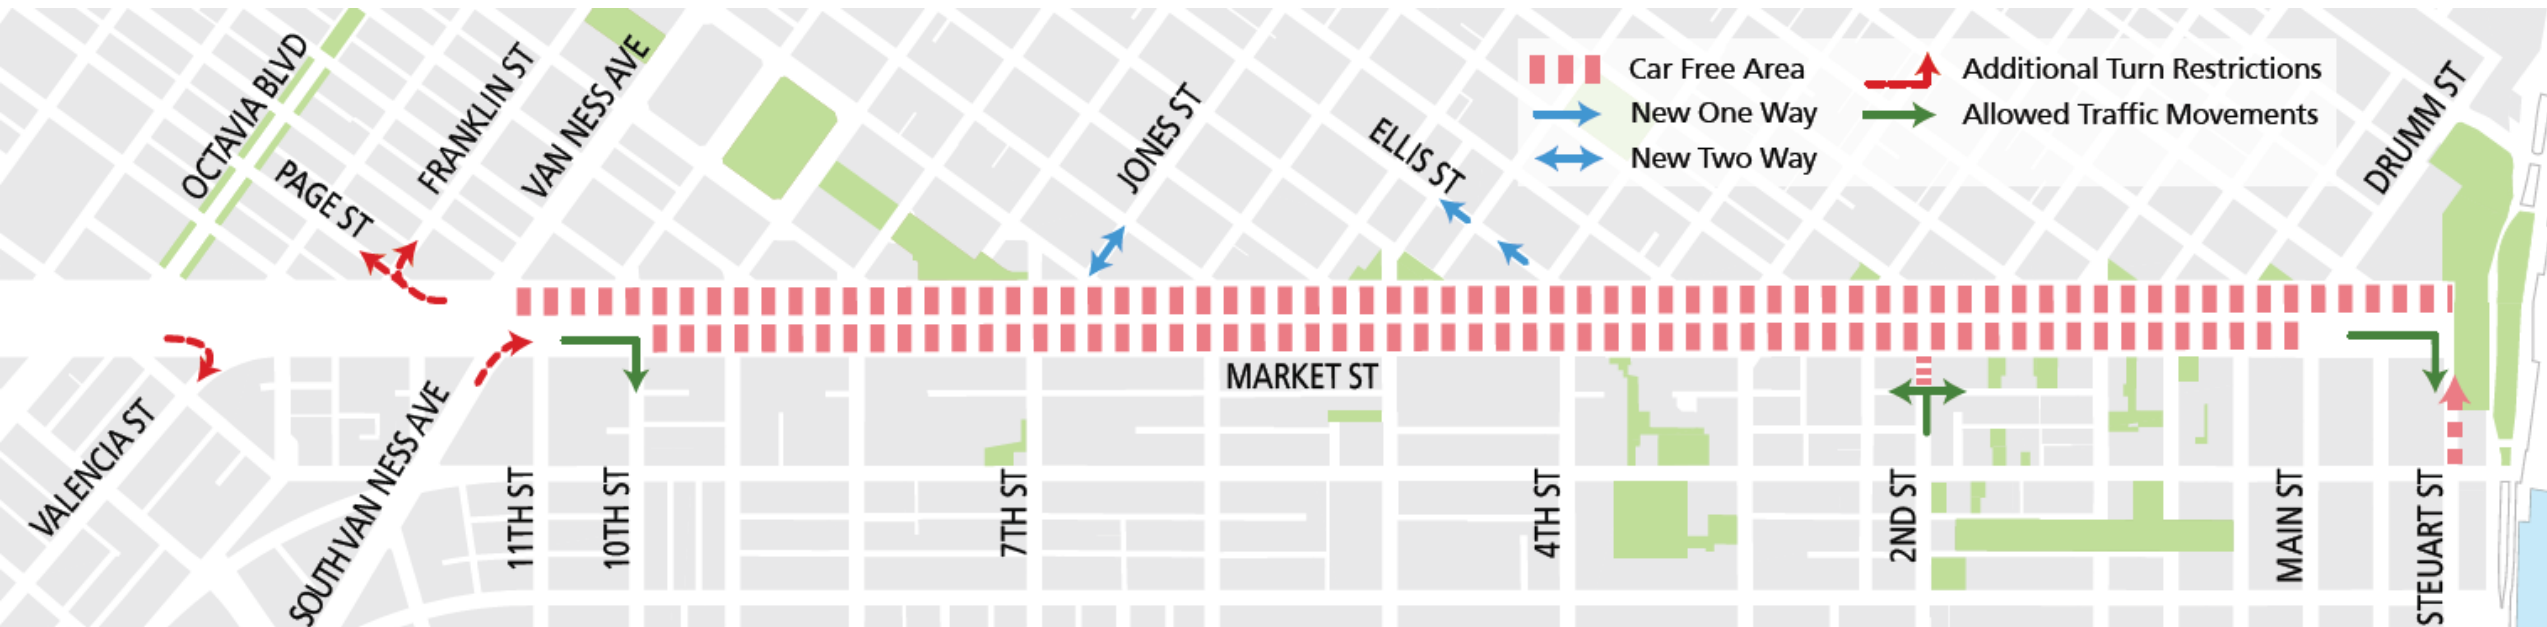 OCTAVIA BLVD
PAGE ST
FRANKLIN ST
VAN NESS AVE
JONES ST
ELLIS ST
Car Free Area
New One Way
New Two Way
Additional Turn Restrictions
Allowed Traffic Movements
DRUMM ST
MARKET ST
VALENCIA ST
SOUTH VAN NESS AVE
11TH ST
10TH ST
7TH ST
4TH ST
2ND ST
MAIN ST
STEUART ST